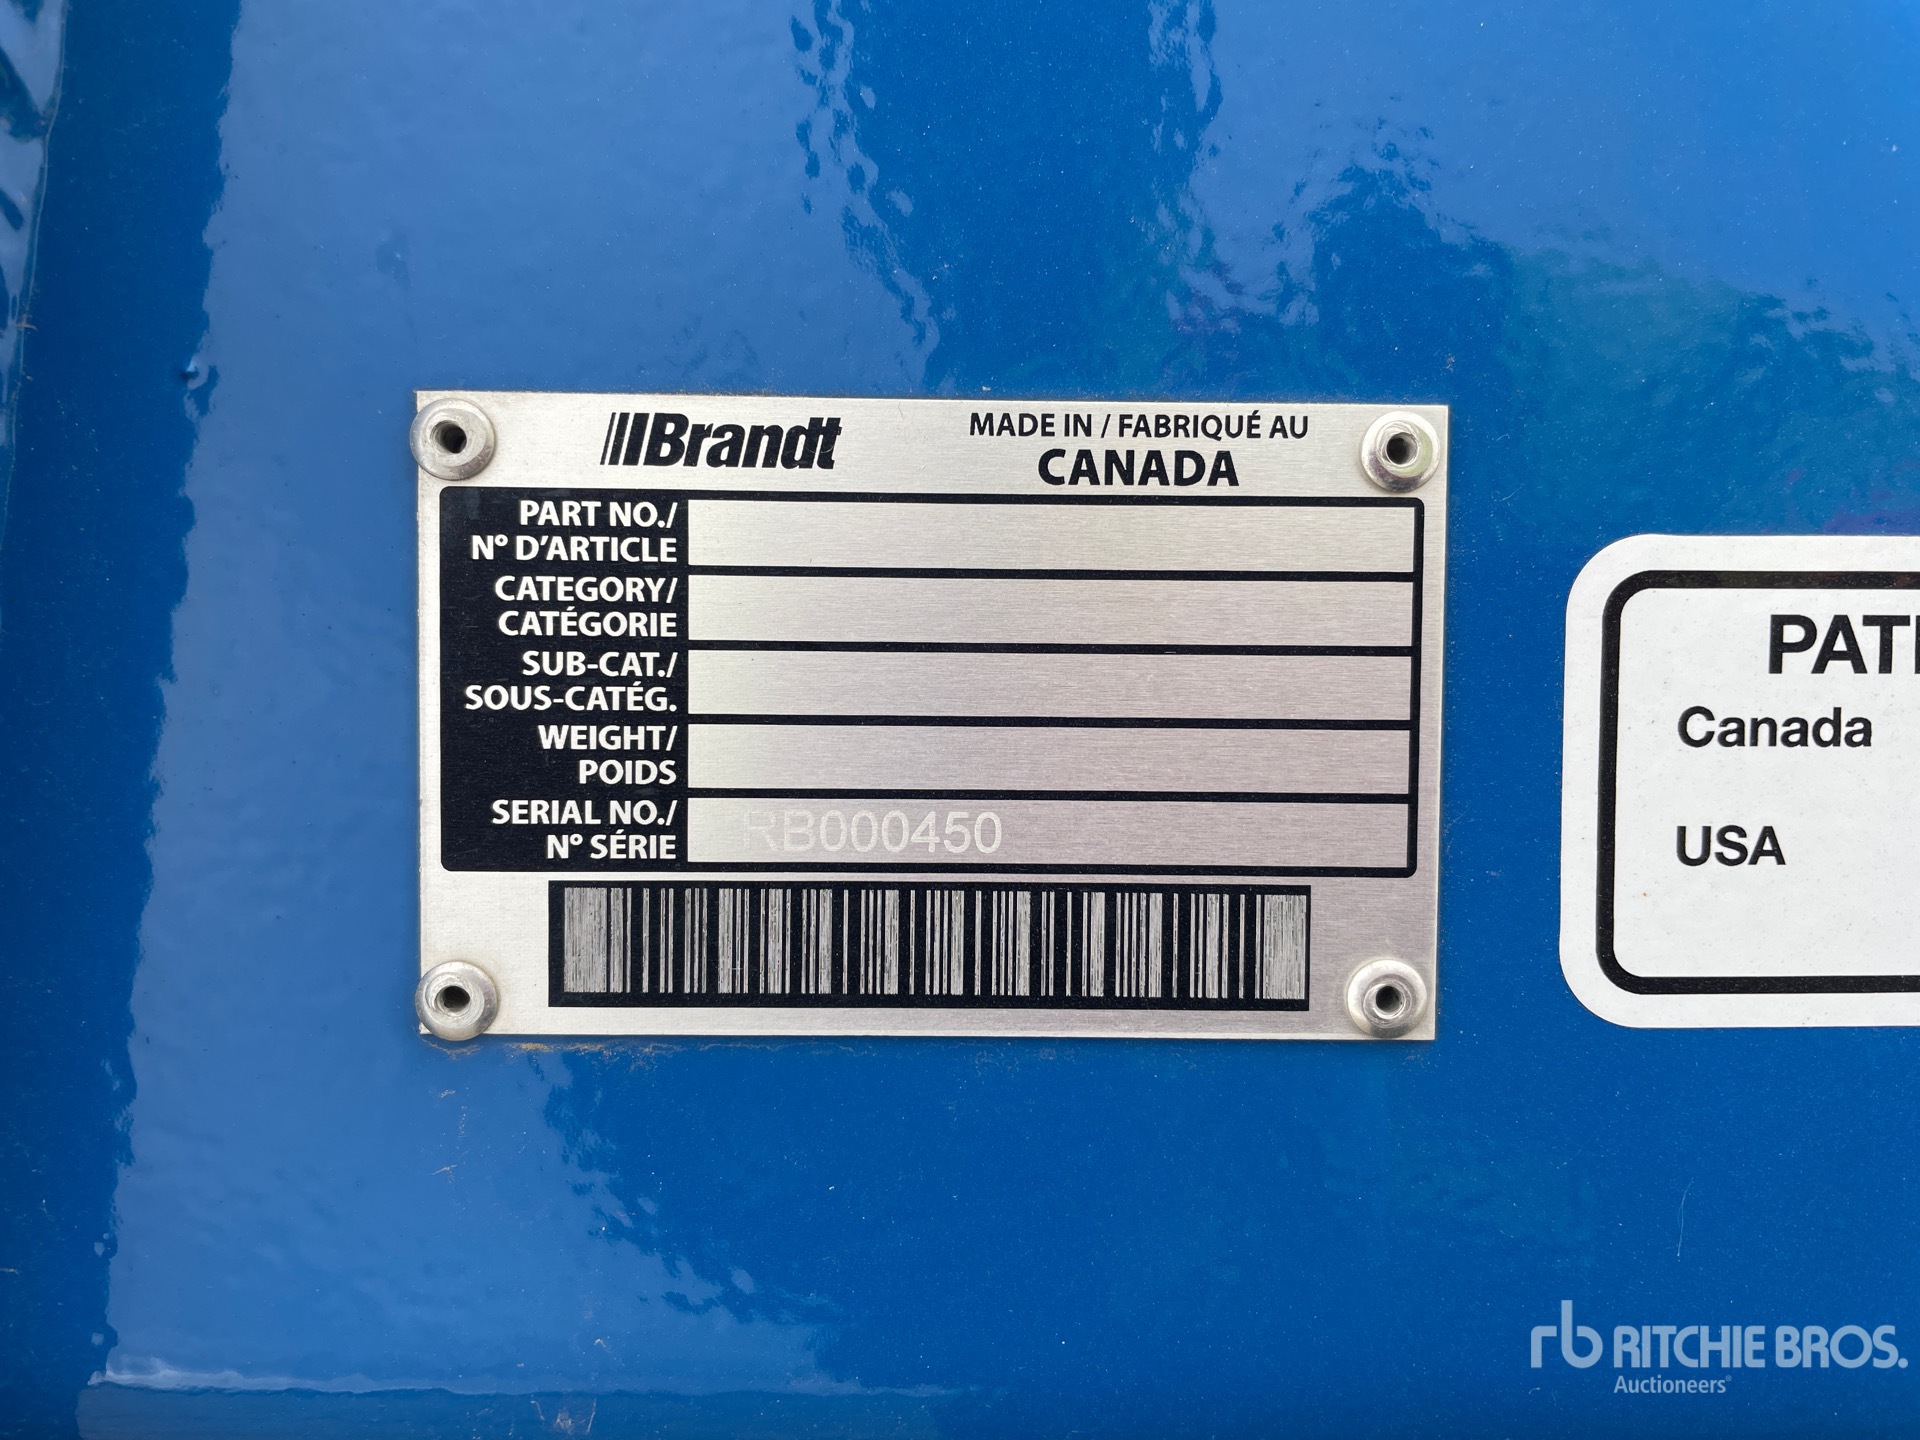 Brandt
MADE IN / FABRIQUÉ AU
CANADA
PART NO./
N° D'ARTICLE
CATEGORY/
CATÉGORIE
SUB-CAT./
SOUS-CATÉG.
WEIGHT/
POIDS
SERIAL NO./
N° SÉRIE
RB000450
Canada
USA
rb RITCHIE BROS.
Auctioneers